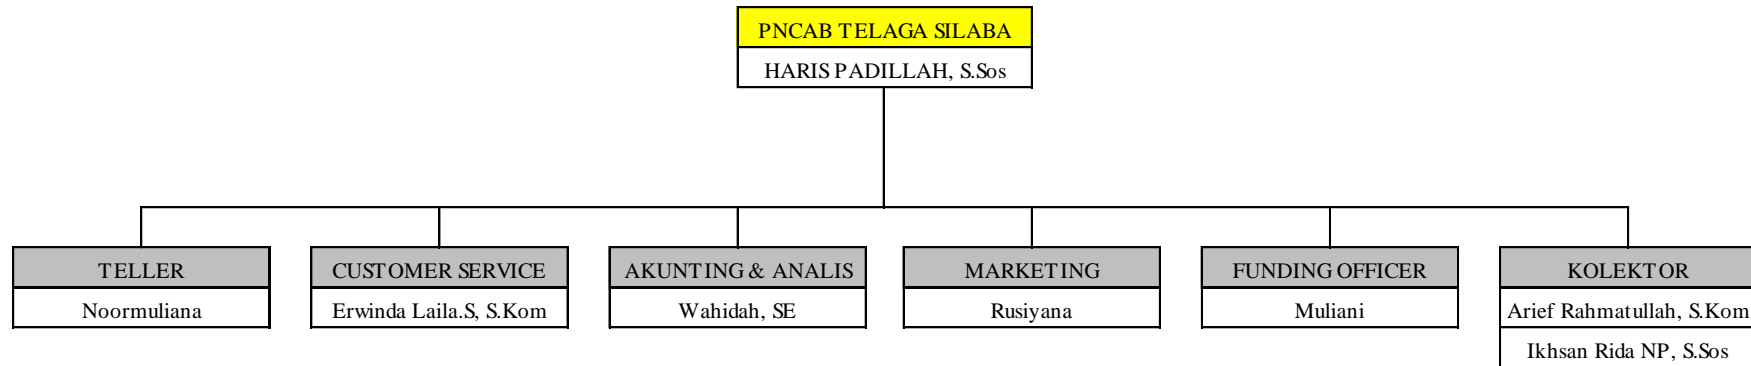 PNCAB TELAGA SILABA
HARIS PADILLAH, S.Sos
TELLER
Noormuliana
CUSTOMER SERVICE
Erwinda Laila.S, S.Kom
AKUNTING & ANALIS
Wahidah, SE
MARKETING
Rusiyana
FUNDING OFFICER
Muliani
KOLEKTOR
Arief Rahmatullah, S.Kom
Ikhsan Rida NP, S.Sos